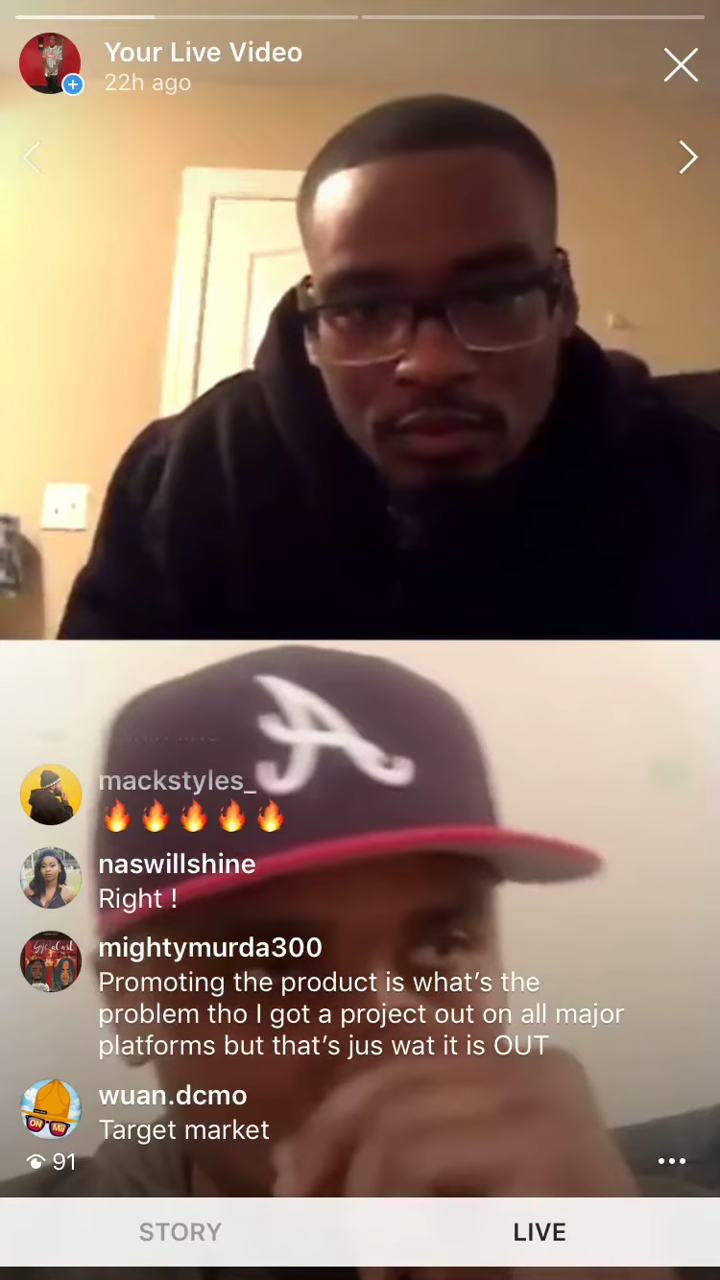 Your Live Video
22h ago
A
mackstyles_
🔥🔥🔥🔥🔥
naswillshine
Right !
mightymurda300
Promoting the product is what’s the
problem tho I got a project out on all major
platforms but that’s jus wat it is OUT
wuan.dcmo
Target market
91
STORY
LIVE